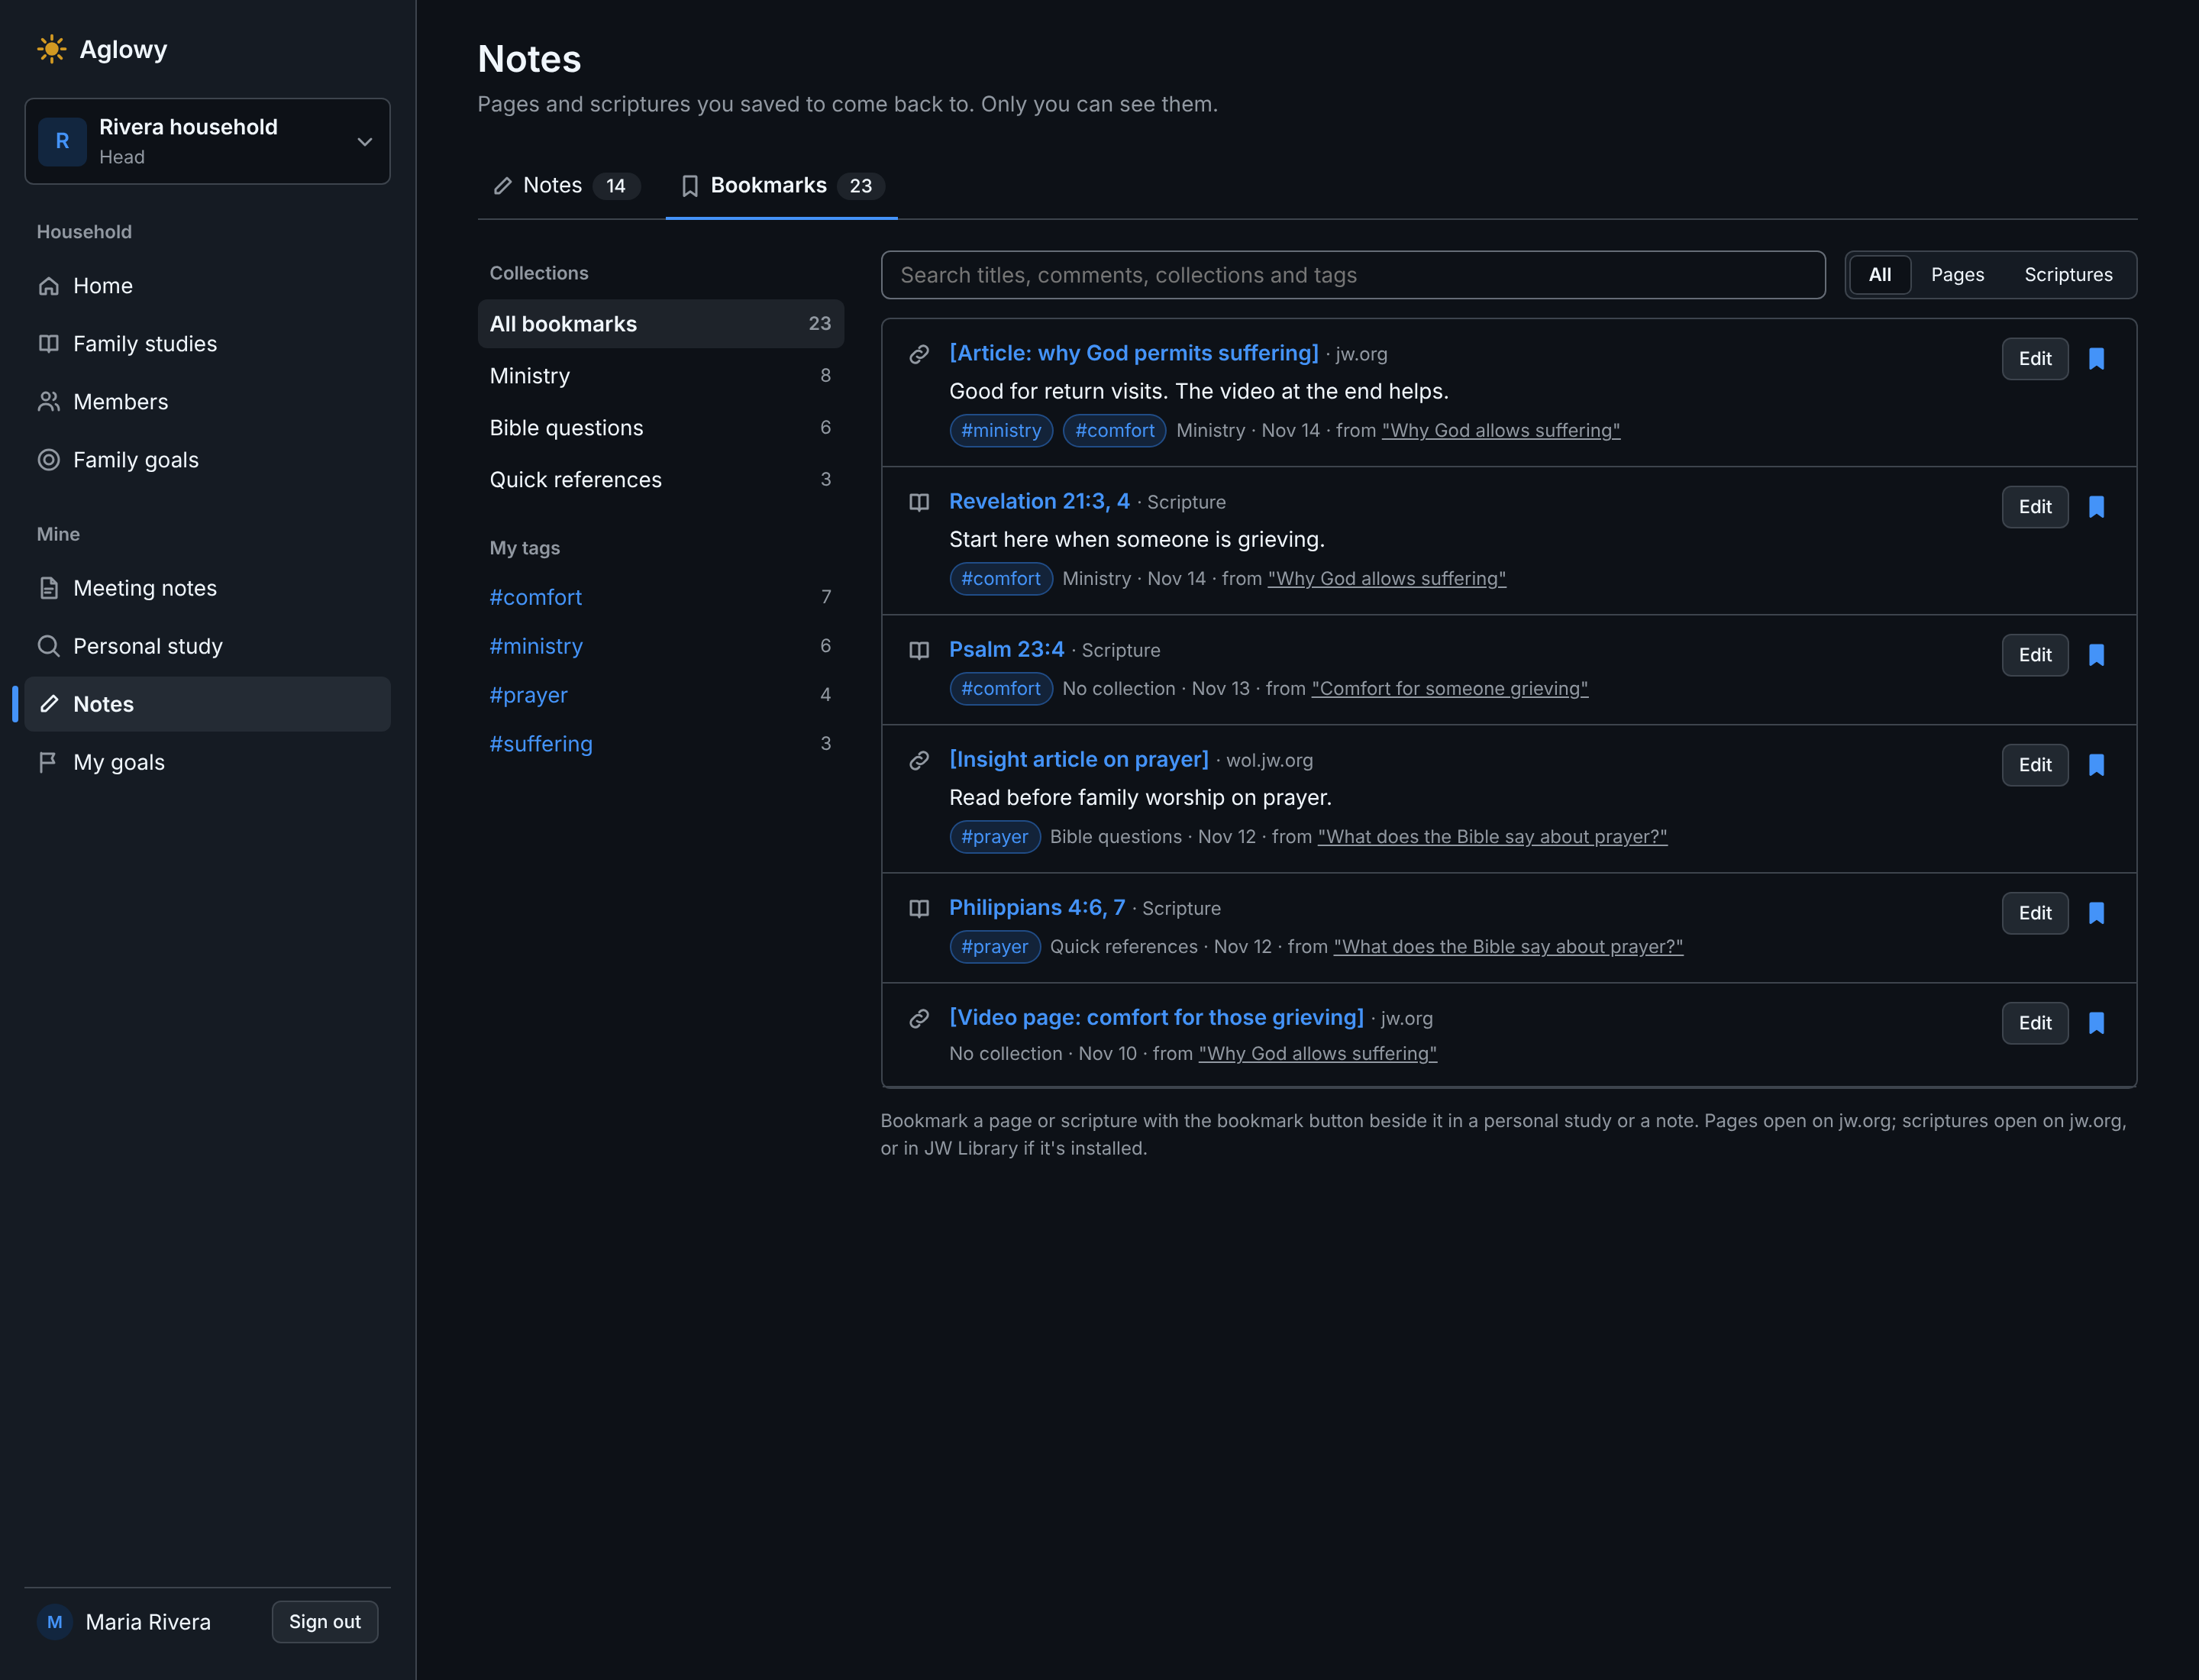 Aglowy
R
Rivera household
Head
Household
Home
Family studies
Members
Family goals
Mine
Meeting notes
Personal study
Notes
My goals
M
Maria Rivera
Sign out
Notes
Pages and scriptures you saved to come back to. Only you can see them.
Notes 14
Bookmarks 23
Collections
All bookmarks 23
Ministry 8
Bible questions 6
Quick references 3
My tags
#comfort 7
#ministry 6
#prayer 4
#suffering 3
Search titles, comments, collections and tags
All Pages Scriptures
[Article: why God permits suffering] · jw.org
Edit
Good for return visits. The video at the end helps.
#ministry #comfort Ministry · Nov 14 · from "Why God allows suffering"
Revelation 21:3, 4 · Scripture
Edit
Start here when someone is grieving.
#comfort Ministry · Nov 14 · from "Why God allows suffering"
Psalm 23:4 · Scripture
Edit
#comfort No collection · Nov 13 · from "Comfort for someone grieving"
[Insight article on prayer] · wol.jw.org
Edit
Read before family worship on prayer.
#prayer Bible questions · Nov 12 · from "What does the Bible say about prayer?"
Philippians 4:6, 7 · Scripture
Edit
#prayer Quick references · Nov 12 · from "What does the Bible say about prayer?"
[Video page: comfort for those grieving] · jw.org
Edit
No collection · Nov 10 · from "Why God allows suffering"
Bookmark a page or scripture with the bookmark button beside it in a personal study or a note. Pages open on jw.org; scriptures open on jw.org,
or in JW Library if it's installed.